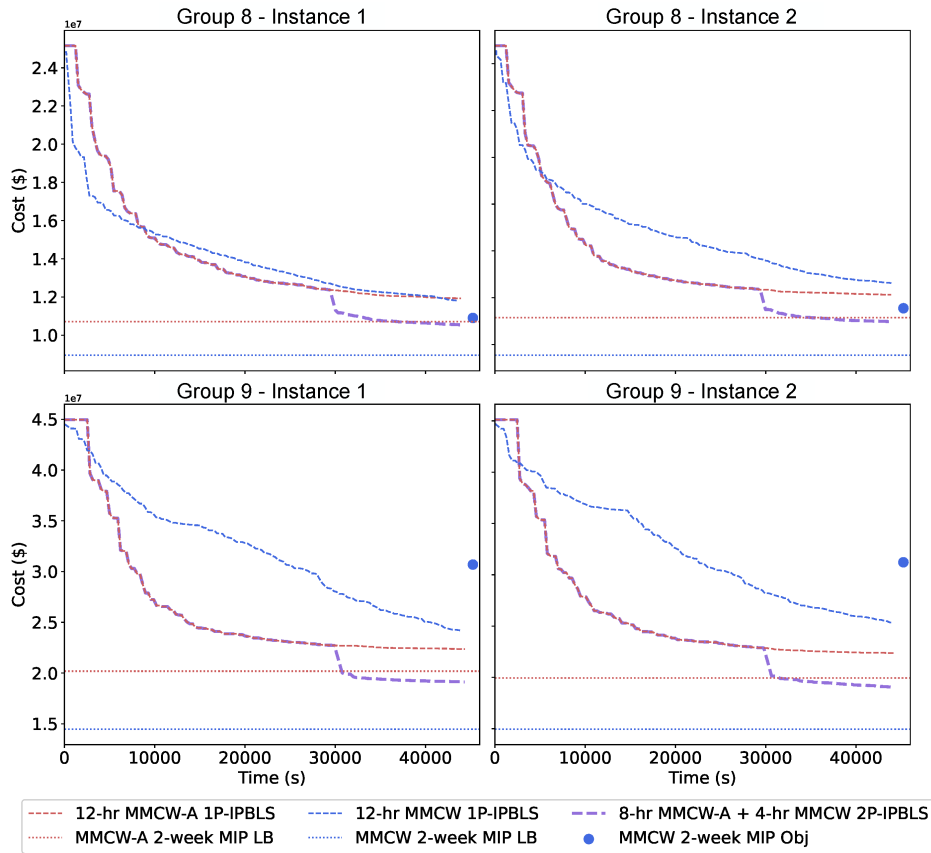 Group 8 - Instance 1
Group 8 - Instance 2
1e7
2.4
2.2
2.0
1.8
1.6
1.4
1.2
1.0
Cost ($)
Group 9 - Instance 1
Group 9 - Instance 2
1e7
4.5
4.0
3.5
3.0
2.5
2.0
1.5
Cost ($)
0 10000 20000 30000 40000
0 10000 20000 30000 40000
Time (s)
Time (s)
12-hr MMCW-A 1P-IPBLS 12-hr MMCW 1P-IPBLS 8-hr MMCW-A + 4-hr MMCW 2P-IPBLS
MMCW-A 2-week MIP LB MMCW 2-week MIP LB MMCW 2-week MIP Obj